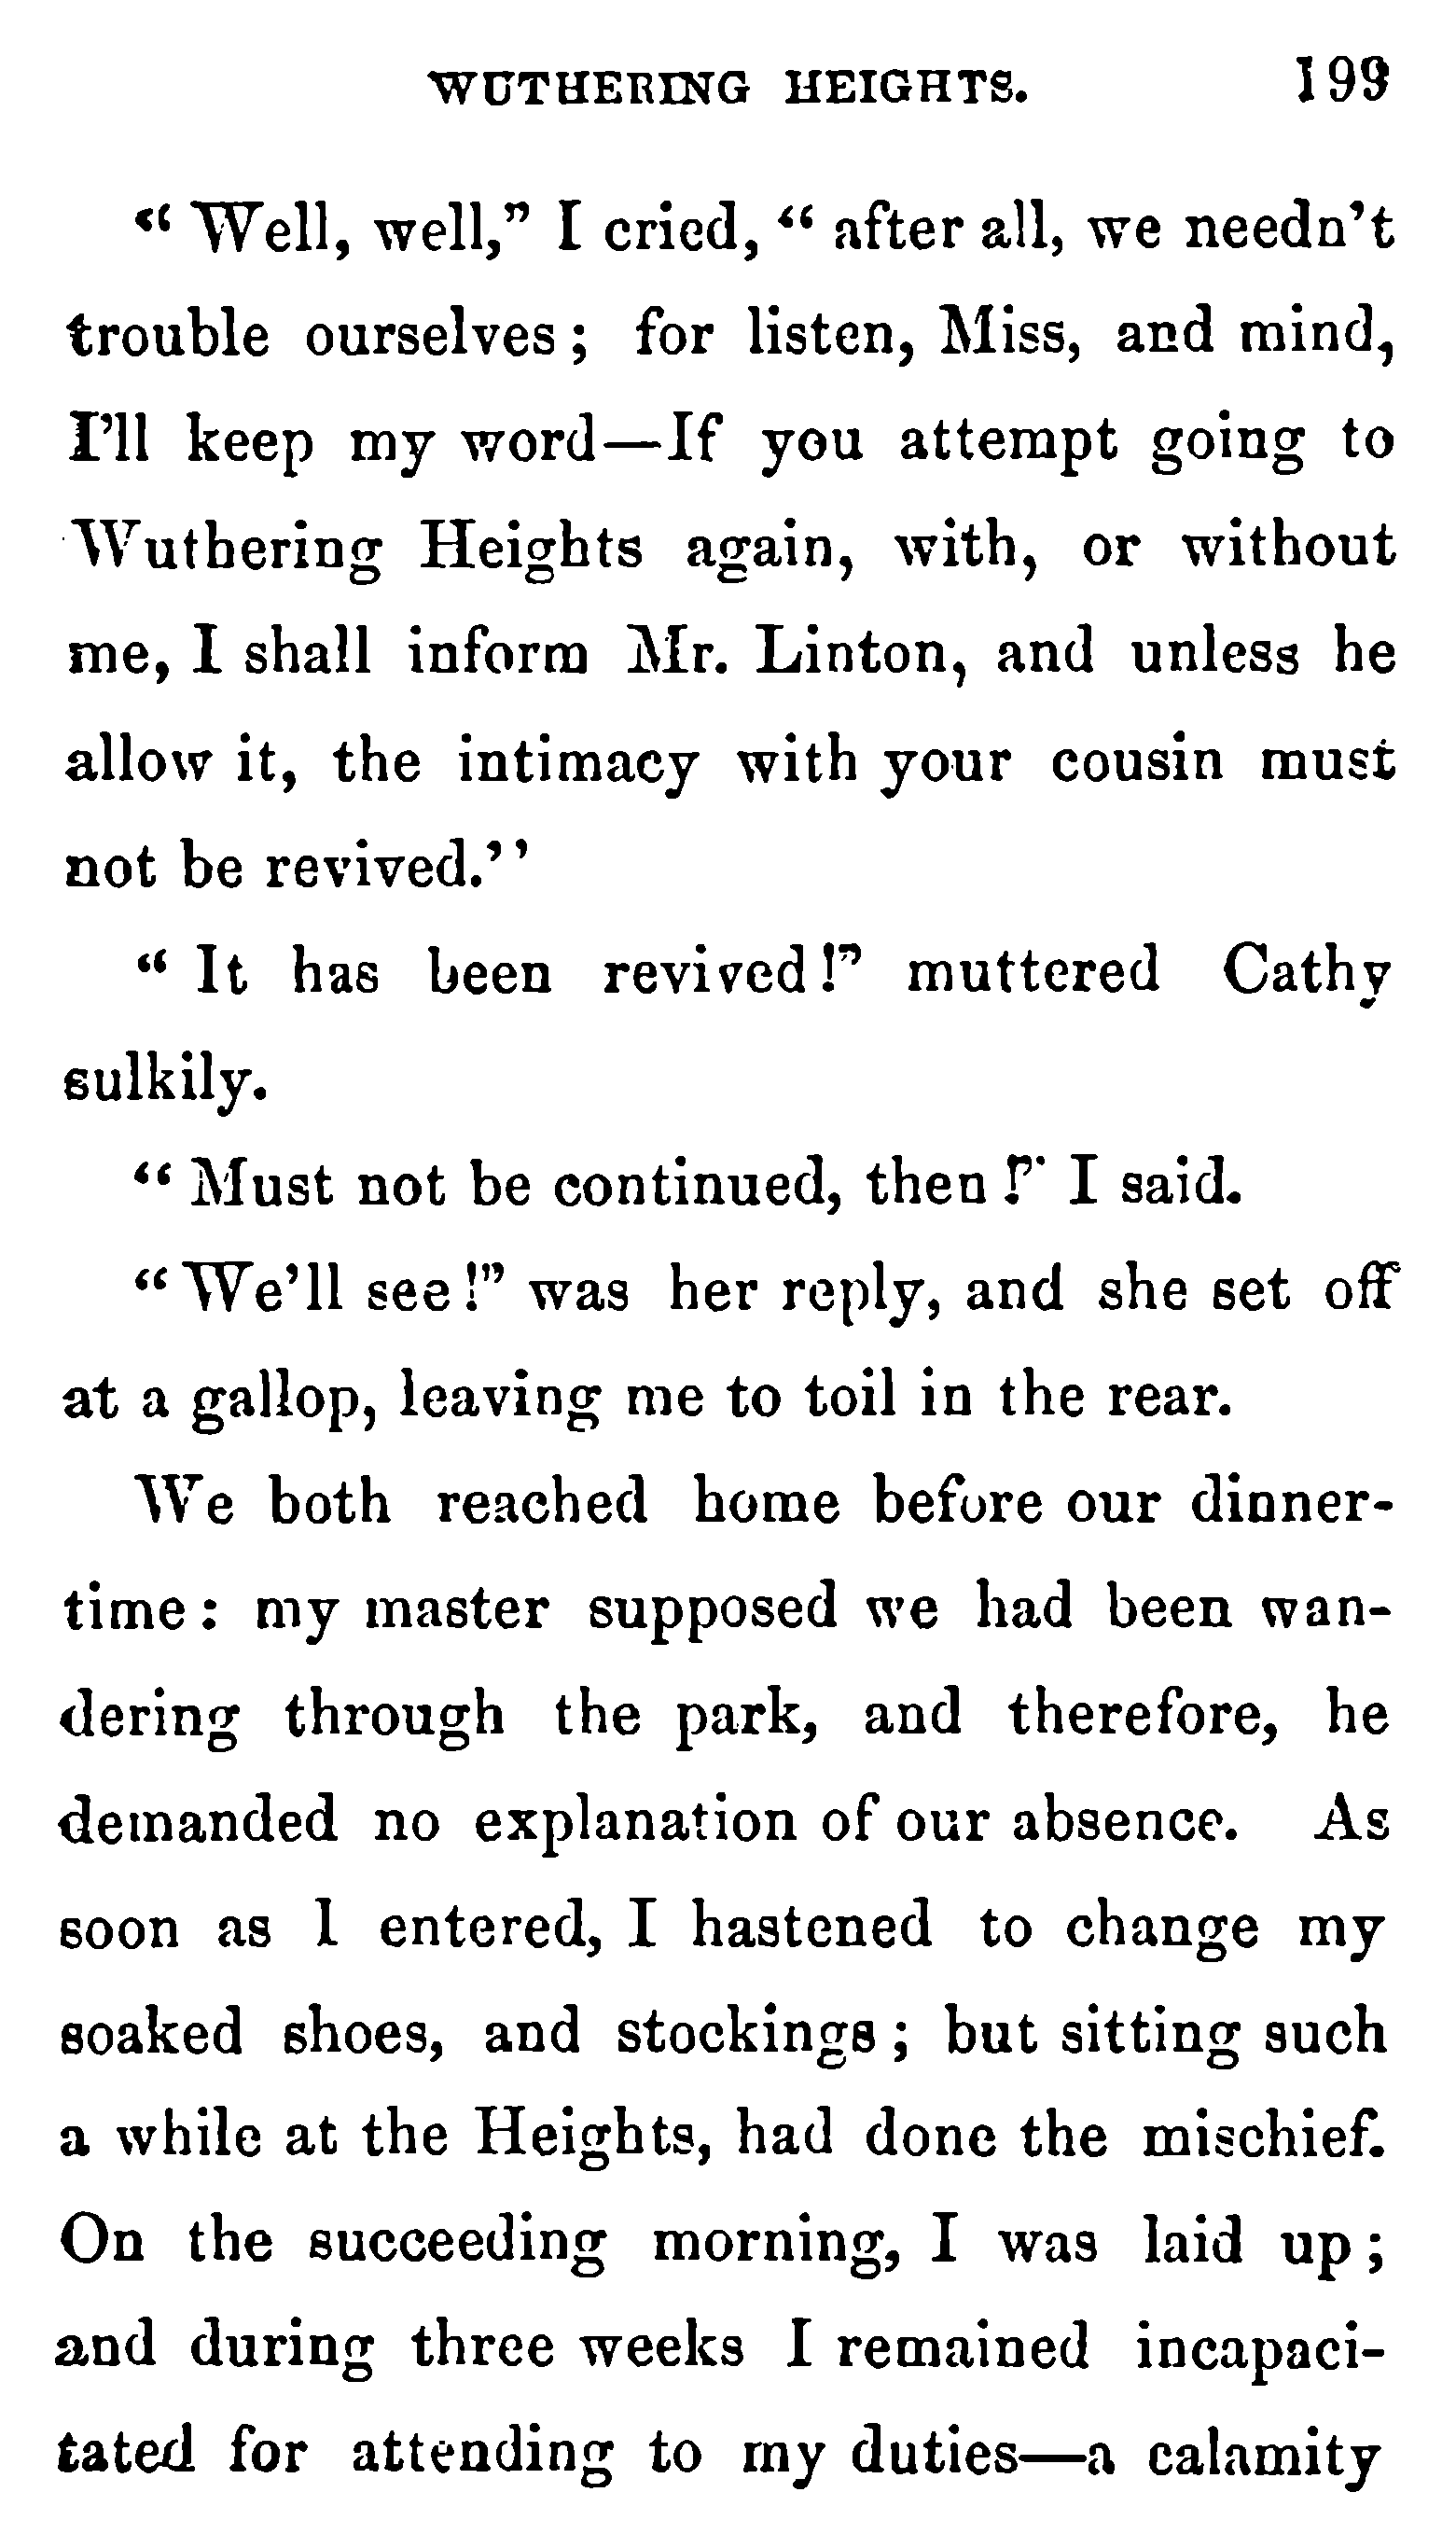 WUTHERING HEIGHTS. 199
“ Well, well,” I cried, “ after all, we needn’t
trouble ourselves ; for listen, Miss, and mind,
I’ll keep my word—If you attempt going to
Wuthering Heights again, with, or without
me, I shall inform Mr. Linton, and unless he
allow it, the intimacy with your cousin must
not be revived.’’
“ It has been revived !” muttered Cathy
sulkily.
“ Must not be continued, then !” I said.
“ We’ll see !” was her reply, and she set off
at a gallop, leaving me to toil in the rear.
We both reached home before our dinner-
time : my master supposed we had been wan-
dering through the park, and therefore, he
demanded no explanation of our absence. As
soon as I entered, I hastened to change my
soaked shoes, and stockings ; but sitting such
a while at the Heights, had done the mischief.
On the succeeding morning, I was laid up ;
and during three weeks I remained incapaci-
tated for attending to my duties—a calamity